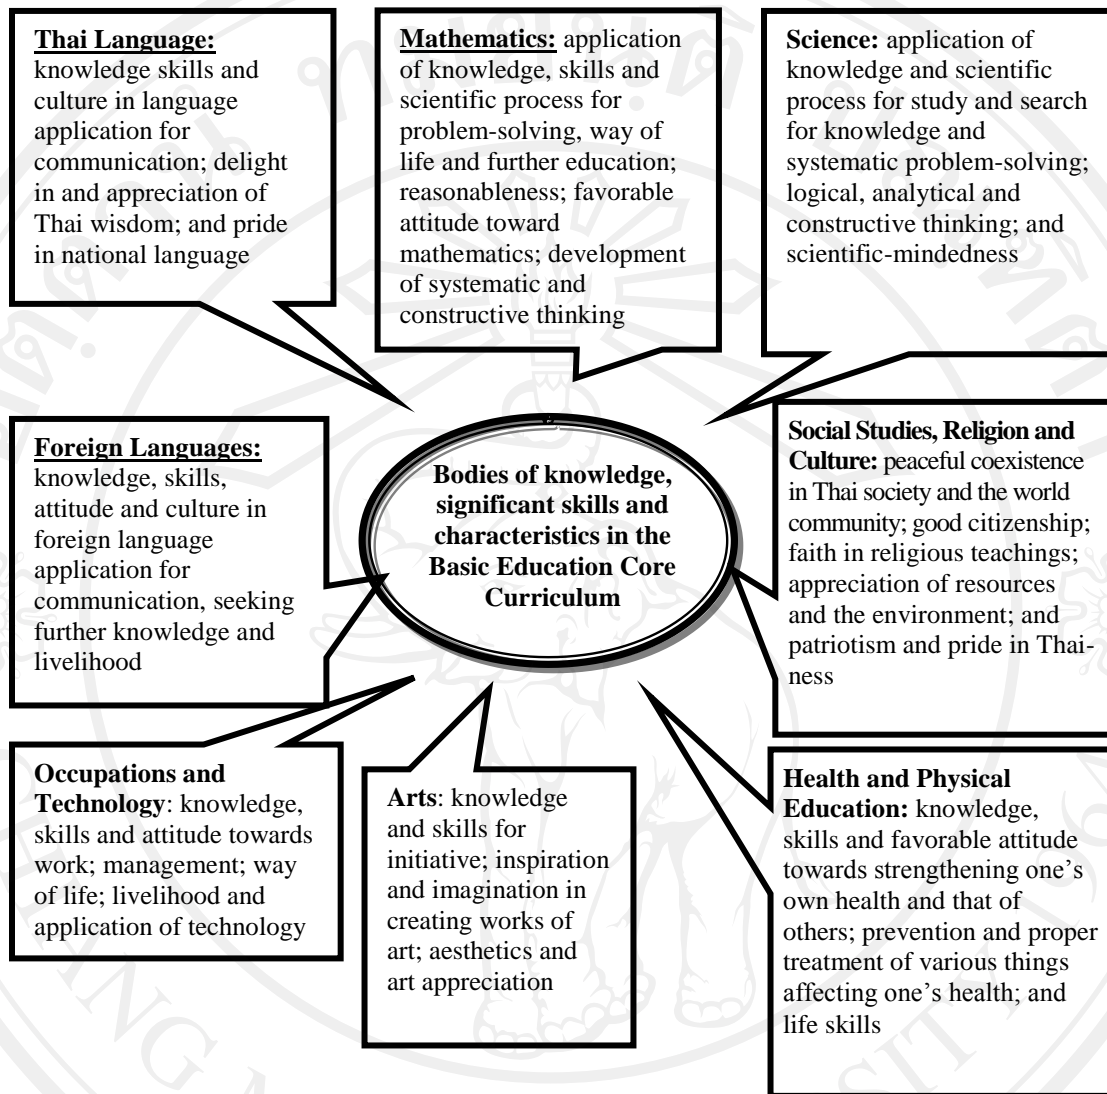 Thai Language:
knowledge skills and
culture in language
application for
communication; delight
in and appreciation of
Thai wisdom; and pride
in national language
Mathematics: application
of knowledge, skills and
scientific process for
problem-solving, way of
life and further education;
reasonableness; favorable
attitude toward
mathematics; development
of systematic and
constructive thinking
Science: application of
knowledge and scientific
process for study and search
for knowledge and
systematic problem-solving;
logical, analytical and
constructive thinking; and
scientific-mindedness
Foreign Languages:
knowledge, skills,
attitude and culture in
foreign language
application for
communication, seeking
further knowledge and
livelihood
Bodies of knowledge,
significant skills and
characteristics in the
Basic Education Core
Curriculum
Social Studies, Religion and
Culture: peaceful coexistence
in Thai society and the world
community; good citizenship;
faith in religious teachings;
appreciation of resources
and the environment; and
patriotism and pride in Thai-
ness
Occupations and
Technology: knowledge,
skills and attitude towards
work; management; way
of life; livelihood and
application of technology
Arts: knowledge
and skills for
initiative; inspiration
and imagination in
creating works of
art; aesthetics and
art appreciation
Health and Physical
Education: knowledge,
skills and favorable attitude
towards strengthening one's
own health and that of
others; prevention and proper
treatment of various things
affecting one's health; and
life skills